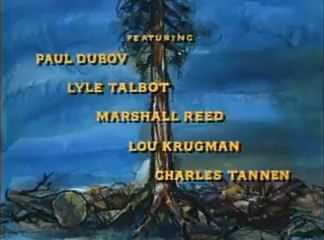 FEATURING
PAUL DUBOV
LYLE TALBOT
MARSHALL REED
LOU KRUGMAN
CHARLES TANNEN